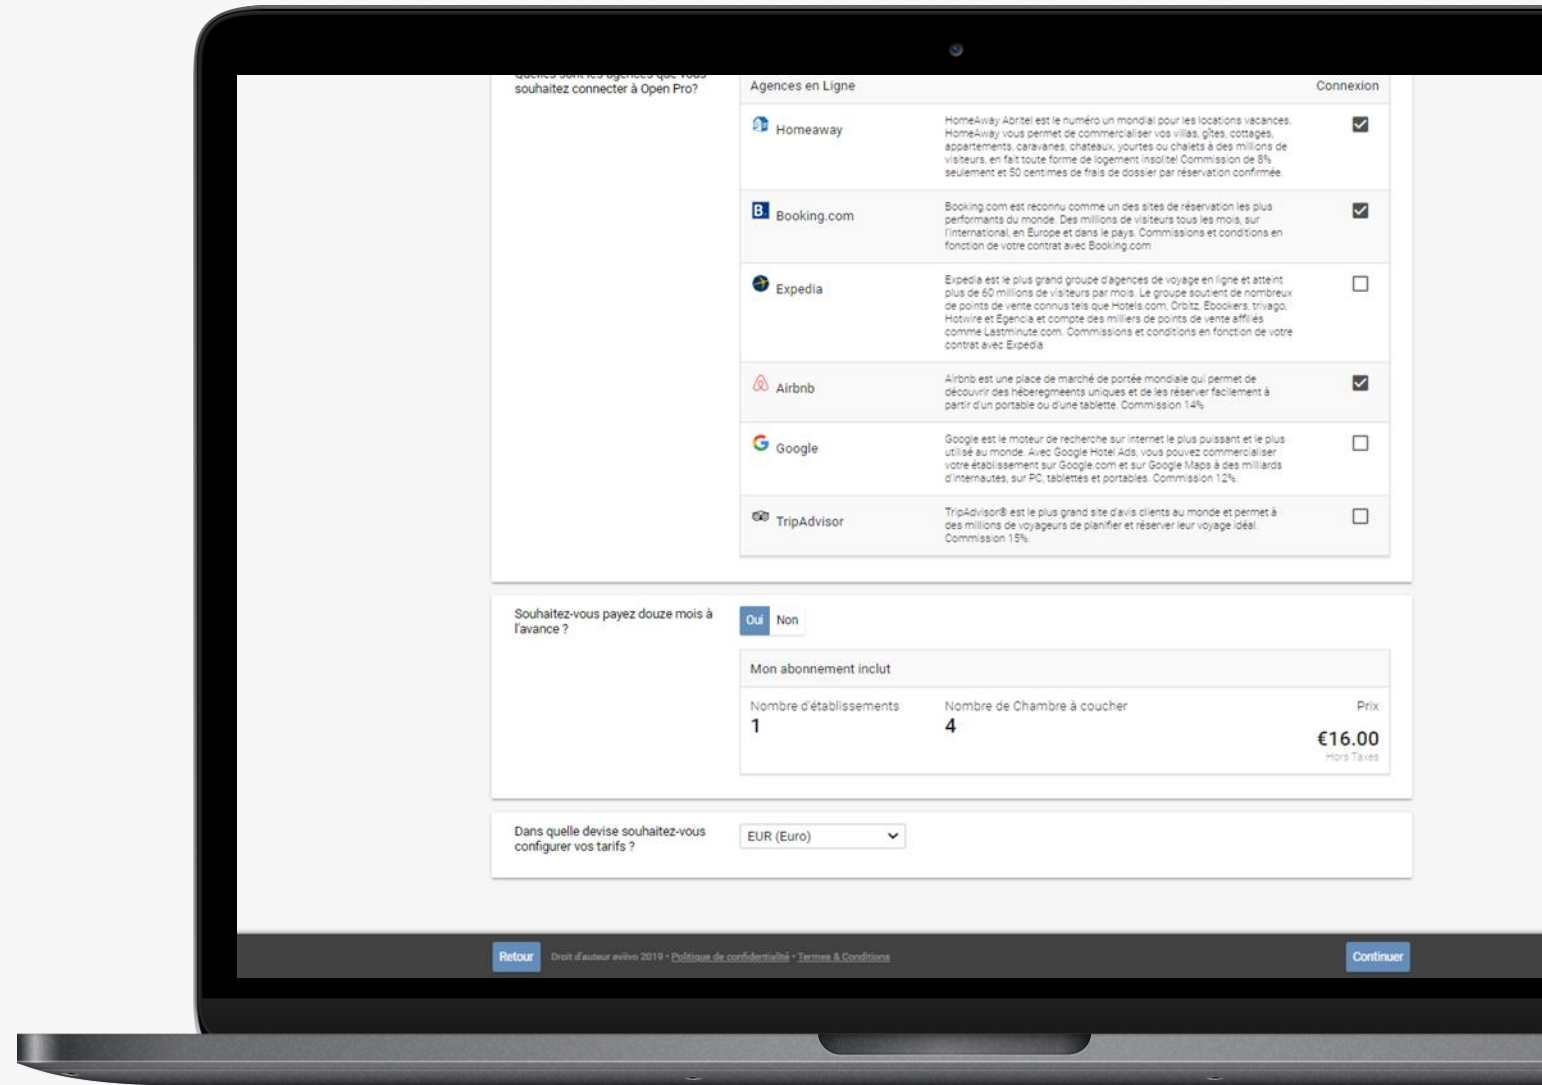 Quelles sont les agences que vous
souhaitez connecter à Open Pro?
Agences en Ligne
Connexion
Homeaway
HomeAway Abritel est le numéro un mondial pour les locations vacances.
HomeAway vous permet de commercialiser vos villas, gîtes, cottages,
appartements, caravanes, chateaux, yourtes ou chalets à des millions de
visiteurs, en fait toute forme de logement insolite! Commission de 8%
seulement et 50 centimes de frais de dossier par réservation confirmée.
B. Booking.com
Booking.com est reconnu comme un des sites de réservation les plus
performants du monde. Des millions de visiteurs tous les mois, sur
l'international, en Europe et dans le pays. Commissions et conditions en
fonction de votre contrat avec Booking.com
Expedia
Expedia est le plus grand groupe d'agences de voyage en ligne et atteint
plus de 60 millions de visiteurs par mois. Le groupe soutient de nombreux
de points de vente connus tels que Hotels.com, Orbitz, Ebookers, trivago,
Hotwire et Egencia et compte des milliers de points de vente affiliés
comme Lastminute.com. Commissions et conditions en fonction de votre
contrat avec Expedia
Airbnb
Airbnb est une place de marché de portée mondiale qui permet de
découvrir des héberegmeents uniques et de les réserver facilement à
partir d'un portable ou d'une tablette. Commission 14%
G Google
Google est le moteur de recherche sur internet le plus puissant et le plus
utilisé au monde. Avec Google Hotel Ads, vous pouvez commercialiser
votre établissement sur Google.com et sur Google Maps à des milliards
d'internautes, sur PC, tablettes et portables. Commission 12%.
TripAdvisor
TripAdvisor® est le plus grand site d'avis clients au monde et permet à
des millions de voyageurs de planifier et réserver leur voyage idéal.
Commission 15%.
Souhaitez-vous payez douze mois à
l'avance ?
Oui Non
Mon abonnement inclut
Nombre d'établissements
1
Nombre de Chambre à coucher
4
Prix
€16.00
Hors Taxes
Dans quelle devise souhaitez-vous
configurer vos tarifs ?
EUR (Euro)
Retour
Droit d'auteur eviivo 2019 • Politique de confidentialité • Termes & Conditions
Continuer